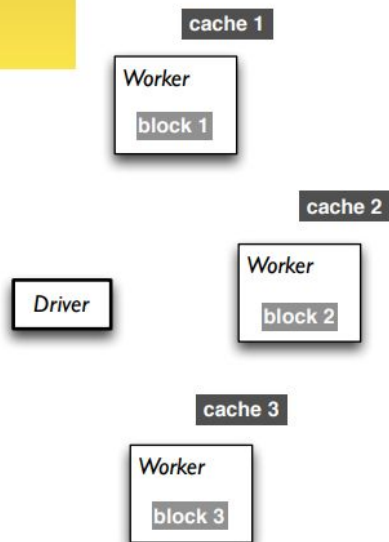 cache 1
Worker
block 1
cache 2
Worker
block 2
Driver
cache 3
Worker
block 3